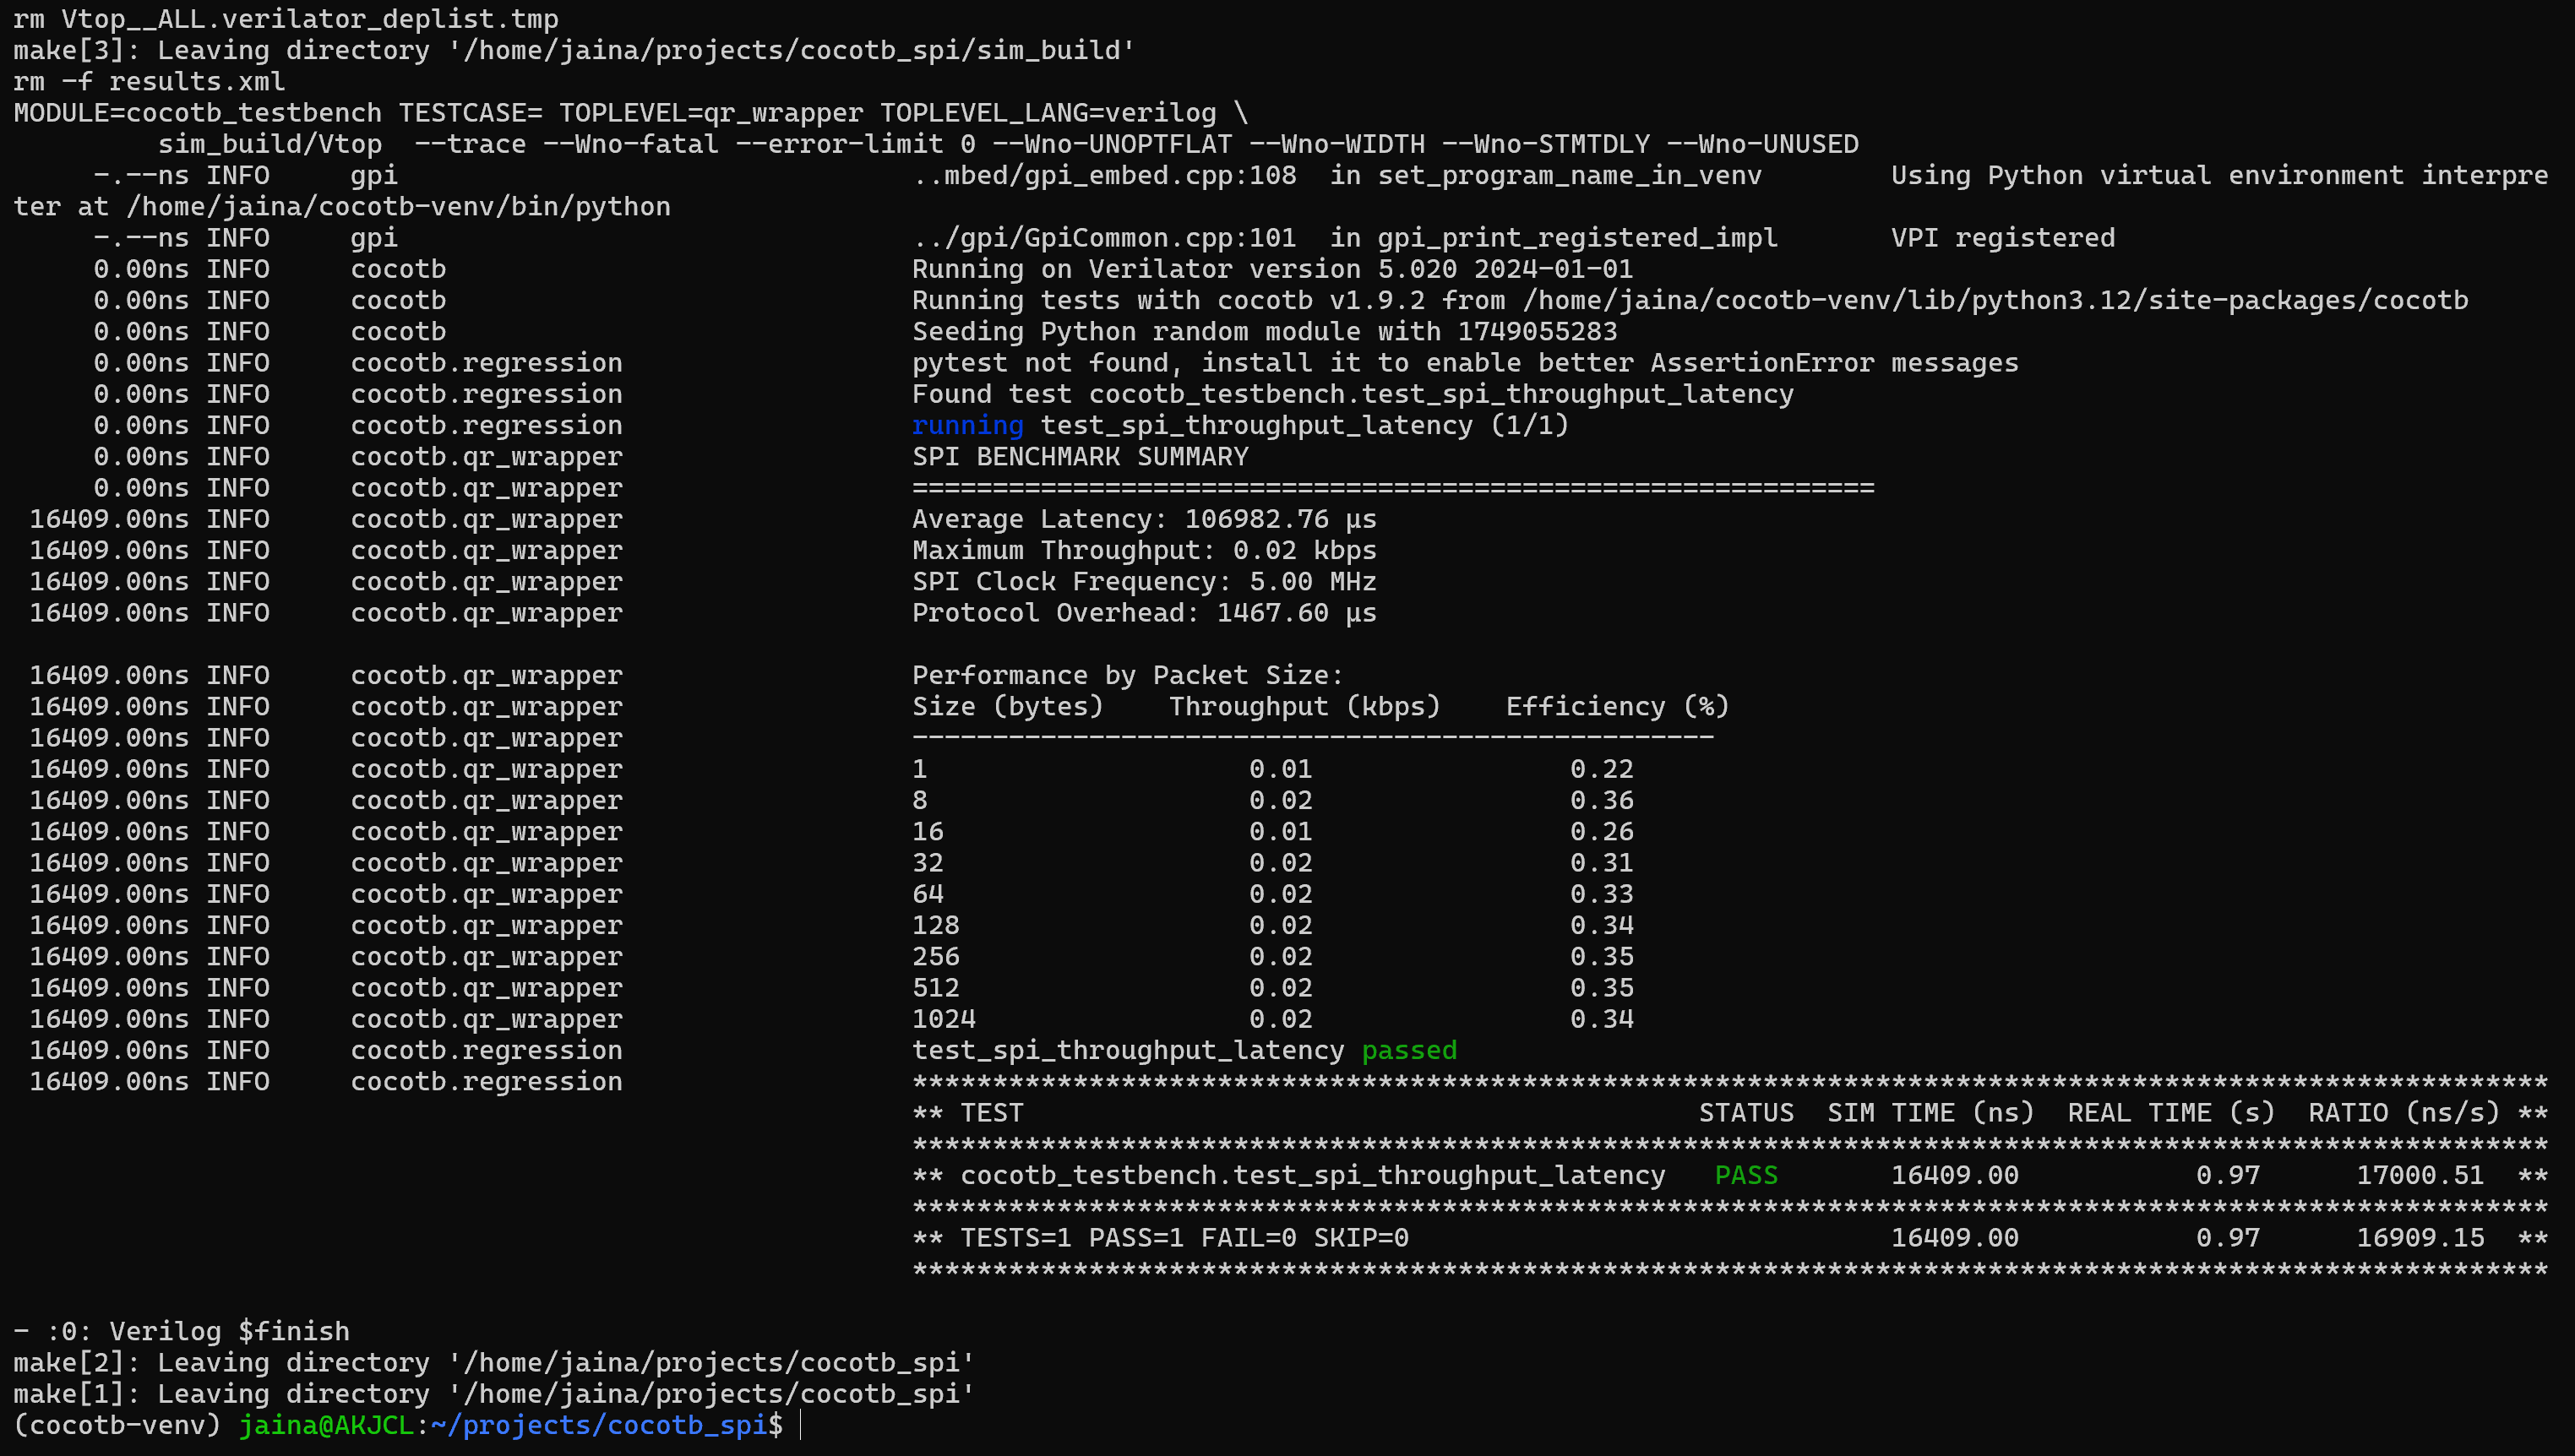 rm Vtop__ALL.verilator_deplist.tmp
make[3]: Leaving directory '/home/jaina/projects/cocotb_spi/sim_build'
rm -f results.xml
MODULE=cocotb_testbench TESTCASE= TOPLEVEL=qr_wrapper TOPLEVEL_LANG=verilog \
         sim_build/Vtop  --trace --Wno-fatal --error-limit 0 --Wno-UNOPTFLAT --Wno-WIDTH --Wno-STMTDLY --Wno-UNUSED
     -.--ns INFO     gpi                                ..mbed/gpi_embed.cpp:108  in set_program_name_in_venv        Using Python virtual environment interpre
ter at /home/jaina/cocotb-venv/bin/python
     -.--ns INFO     gpi                                ../gpi/GpiCommon.cpp:101  in gpi_print_registered_impl       VPI registered
     0.00ns INFO     cocotb                             Running on Verilator version 5.020 2024-01-01
     0.00ns INFO     cocotb                             Running tests with cocotb v1.9.2 from /home/jaina/cocotb-venv/lib/python3.12/site-packages/cocotb
     0.00ns INFO     cocotb                             Seeding Python random module with 1749055283
     0.00ns INFO     cocotb.regression                  pytest not found, install it to enable better AssertionError messages
     0.00ns INFO     cocotb.regression                  Found test cocotb_testbench.test_spi_throughput_latency
     0.00ns INFO     cocotb.regression                  running test_spi_throughput_latency (1/1)
     0.00ns INFO     cocotb.qr_wrapper                  SPI BENCHMARK SUMMARY
     0.00ns INFO     cocotb.qr_wrapper                  ============================================================
 16409.00ns INFO     cocotb.qr_wrapper                  Average Latency: 106982.76 µs
 16409.00ns INFO     cocotb.qr_wrapper                  Maximum Throughput: 0.02 kbps
 16409.00ns INFO     cocotb.qr_wrapper                  SPI Clock Frequency: 5.00 MHz
 16409.00ns INFO     cocotb.qr_wrapper                  Protocol Overhead: 1467.60 µs
 16409.00ns INFO     cocotb.qr_wrapper                  Performance by Packet Size:
 16409.00ns INFO     cocotb.qr_wrapper                  Size (bytes)    Throughput (kbps)    Efficiency (%)
 16409.00ns INFO     cocotb.qr_wrapper                  --------------------------------------------------
 16409.00ns INFO     cocotb.qr_wrapper                  1                    0.01                0.22
 16409.00ns INFO     cocotb.qr_wrapper                  8                    0.02                0.36
 16409.00ns INFO     cocotb.qr_wrapper                  16                   0.01                0.26
 16409.00ns INFO     cocotb.qr_wrapper                  32                   0.02                0.31
 16409.00ns INFO     cocotb.qr_wrapper                  64                   0.02                0.33
 16409.00ns INFO     cocotb.qr_wrapper                  128                  0.02                0.34
 16409.00ns INFO     cocotb.qr_wrapper                  256                  0.02                0.35
 16409.00ns INFO     cocotb.qr_wrapper                  512                  0.02                0.35
 16409.00ns INFO     cocotb.qr_wrapper                  1024                 0.02                0.34
 16409.00ns INFO     cocotb.regression                  test_spi_throughput_latency passed
 16409.00ns INFO     cocotb.regression                  ******************************************************************************************************
                                                        ** TEST                                          STATUS  SIM TIME (ns)  REAL TIME (s)  RATIO (ns/s) **
                                                        ******************************************************************************************************
                                                        ** cocotb_testbench.test_spi_throughput_latency   PASS       16409.00           0.97      17000.51  **
                                                        ******************************************************************************************************
                                                        ** TESTS=1 PASS=1 FAIL=0 SKIP=0                              16409.00           0.97      16909.15  **
                                                        ******************************************************************************************************
- :0: Verilog $finish
make[2]: Leaving directory '/home/jaina/projects/cocotb_spi'
make[1]: Leaving directory '/home/jaina/projects/cocotb_spi'
(cocotb-venv) jaina@AKJCL:~/projects/cocotb_spi$